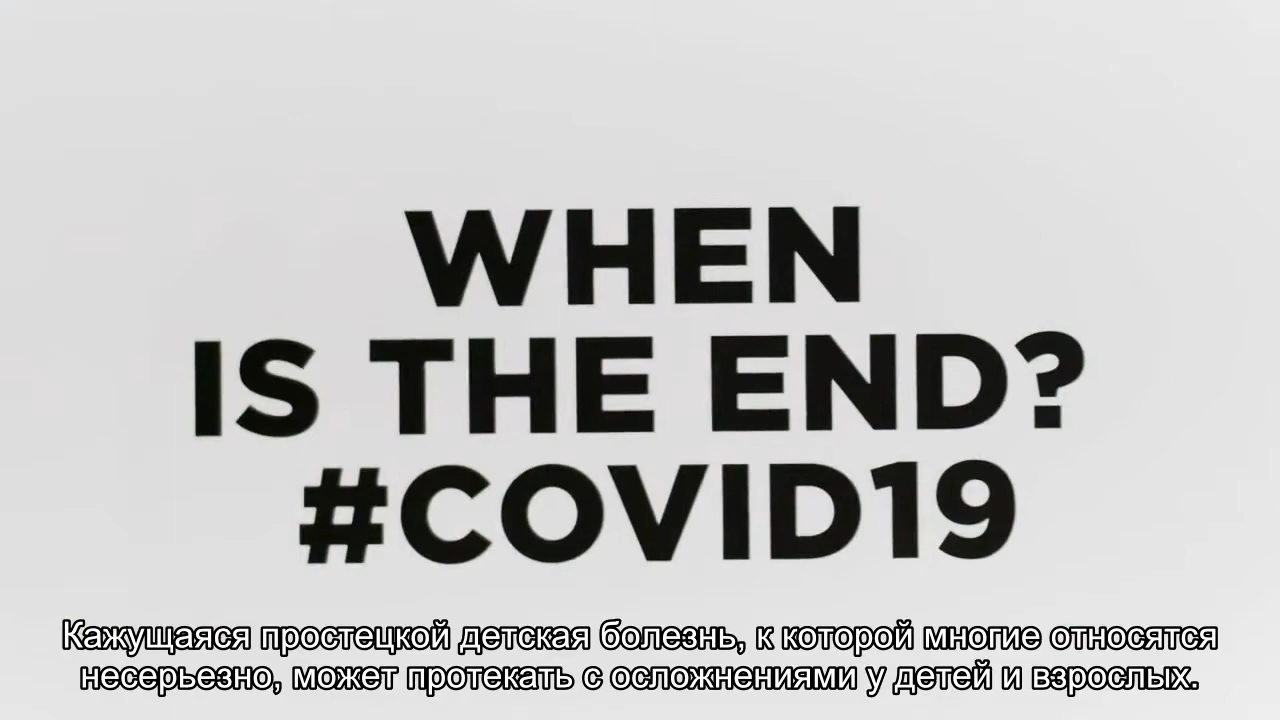 WHEN
IS THE END?
#COVID19
Кажущаяся простецкой детская болезнь, к которой многие относятся
несерьезно, может протекать с осложнениями у детей и взрослых.